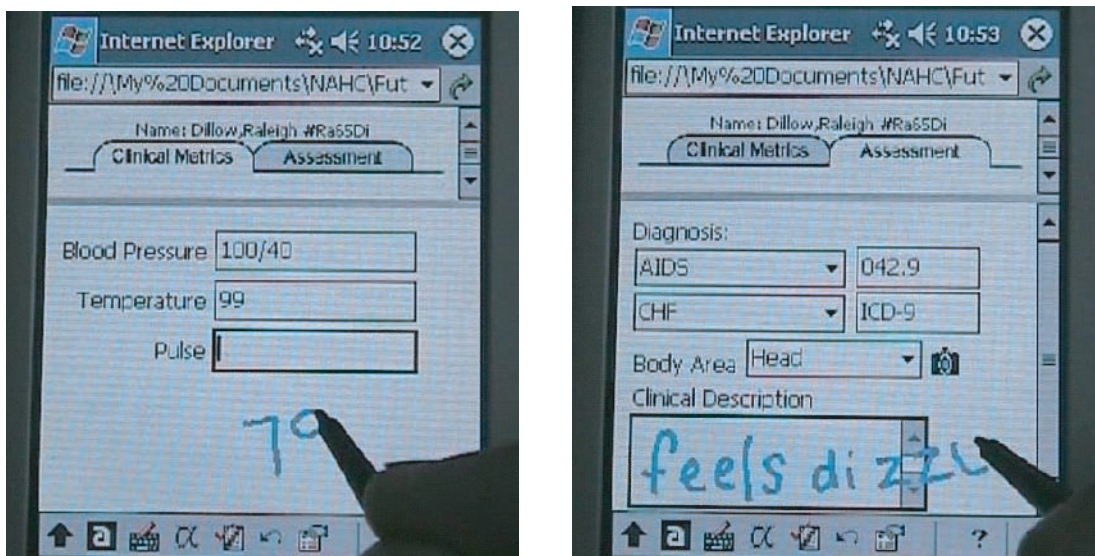 Internet Explorer 10:52
file://\My%20Documents\NAHC\Fut
Name: Dillow,Raleigh #Ra65Di
Clinical Metrics Assessment
Blood Pressure 100/40
Temperature 99
Pulse
70
Internet Explorer 10:53
file://\My%20Documents\NAHC\Fut
Name: Dillow,Raleigh #Ra65Di
Clinical Metrics Assessment
Diagnosis:
AIDS 042.9
CHF ICD-9
Body Area Head
Clinical Description
feels dizzy
?